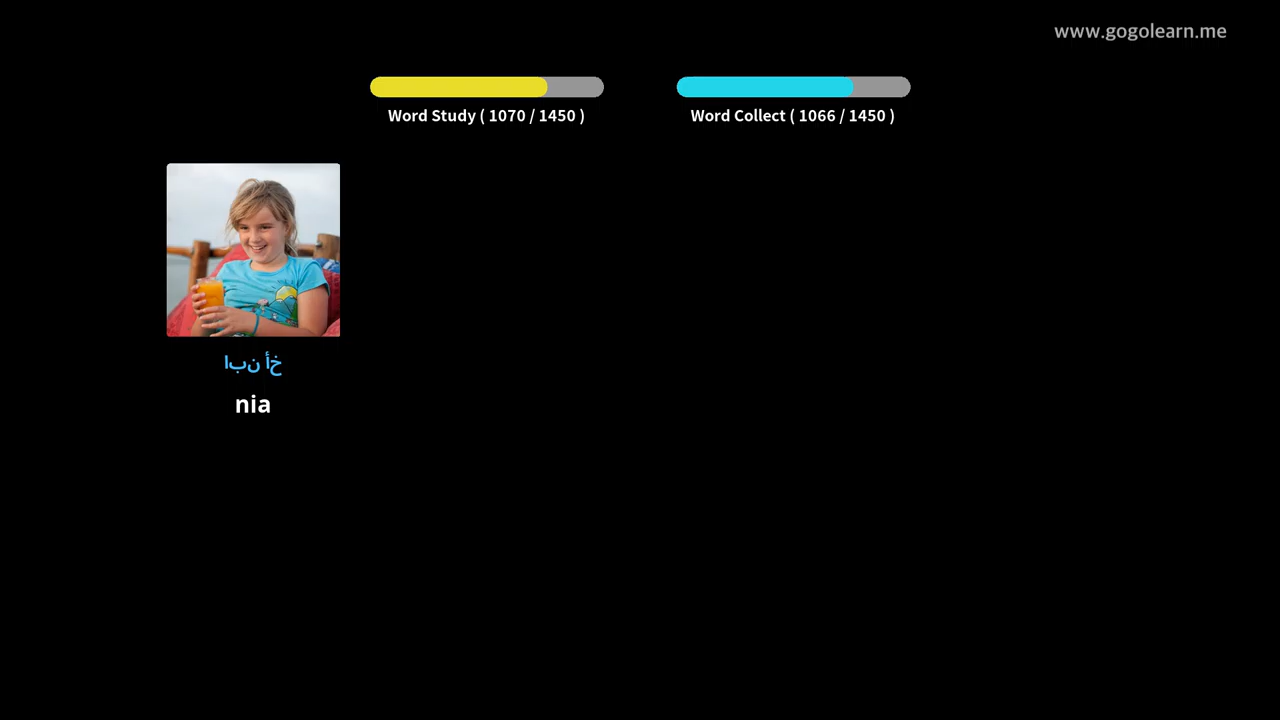 www.gogolearn.me
Word Study ( 1070 / 1450 )
Word Collect ( 1066 / 1450 )
ابن أخ
nia